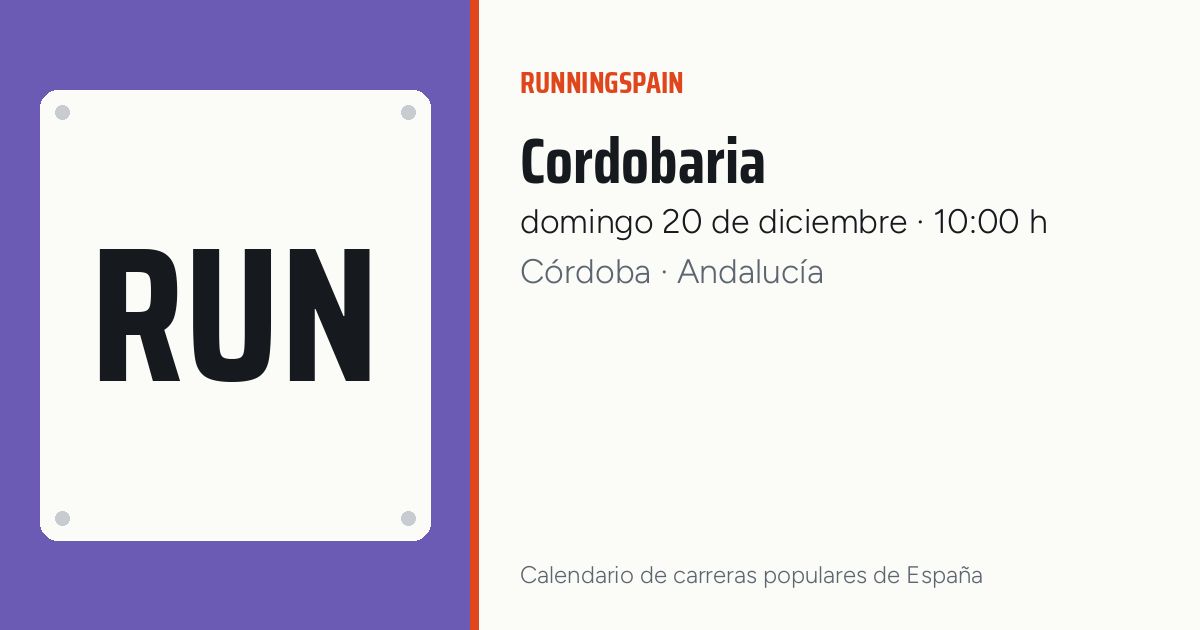 RUN
RUNNINGSPAIN
Cordobaria
domingo 20 de diciembre · 10:00 h
Córdoba · Andalucía
Calendario de carreras populares de España